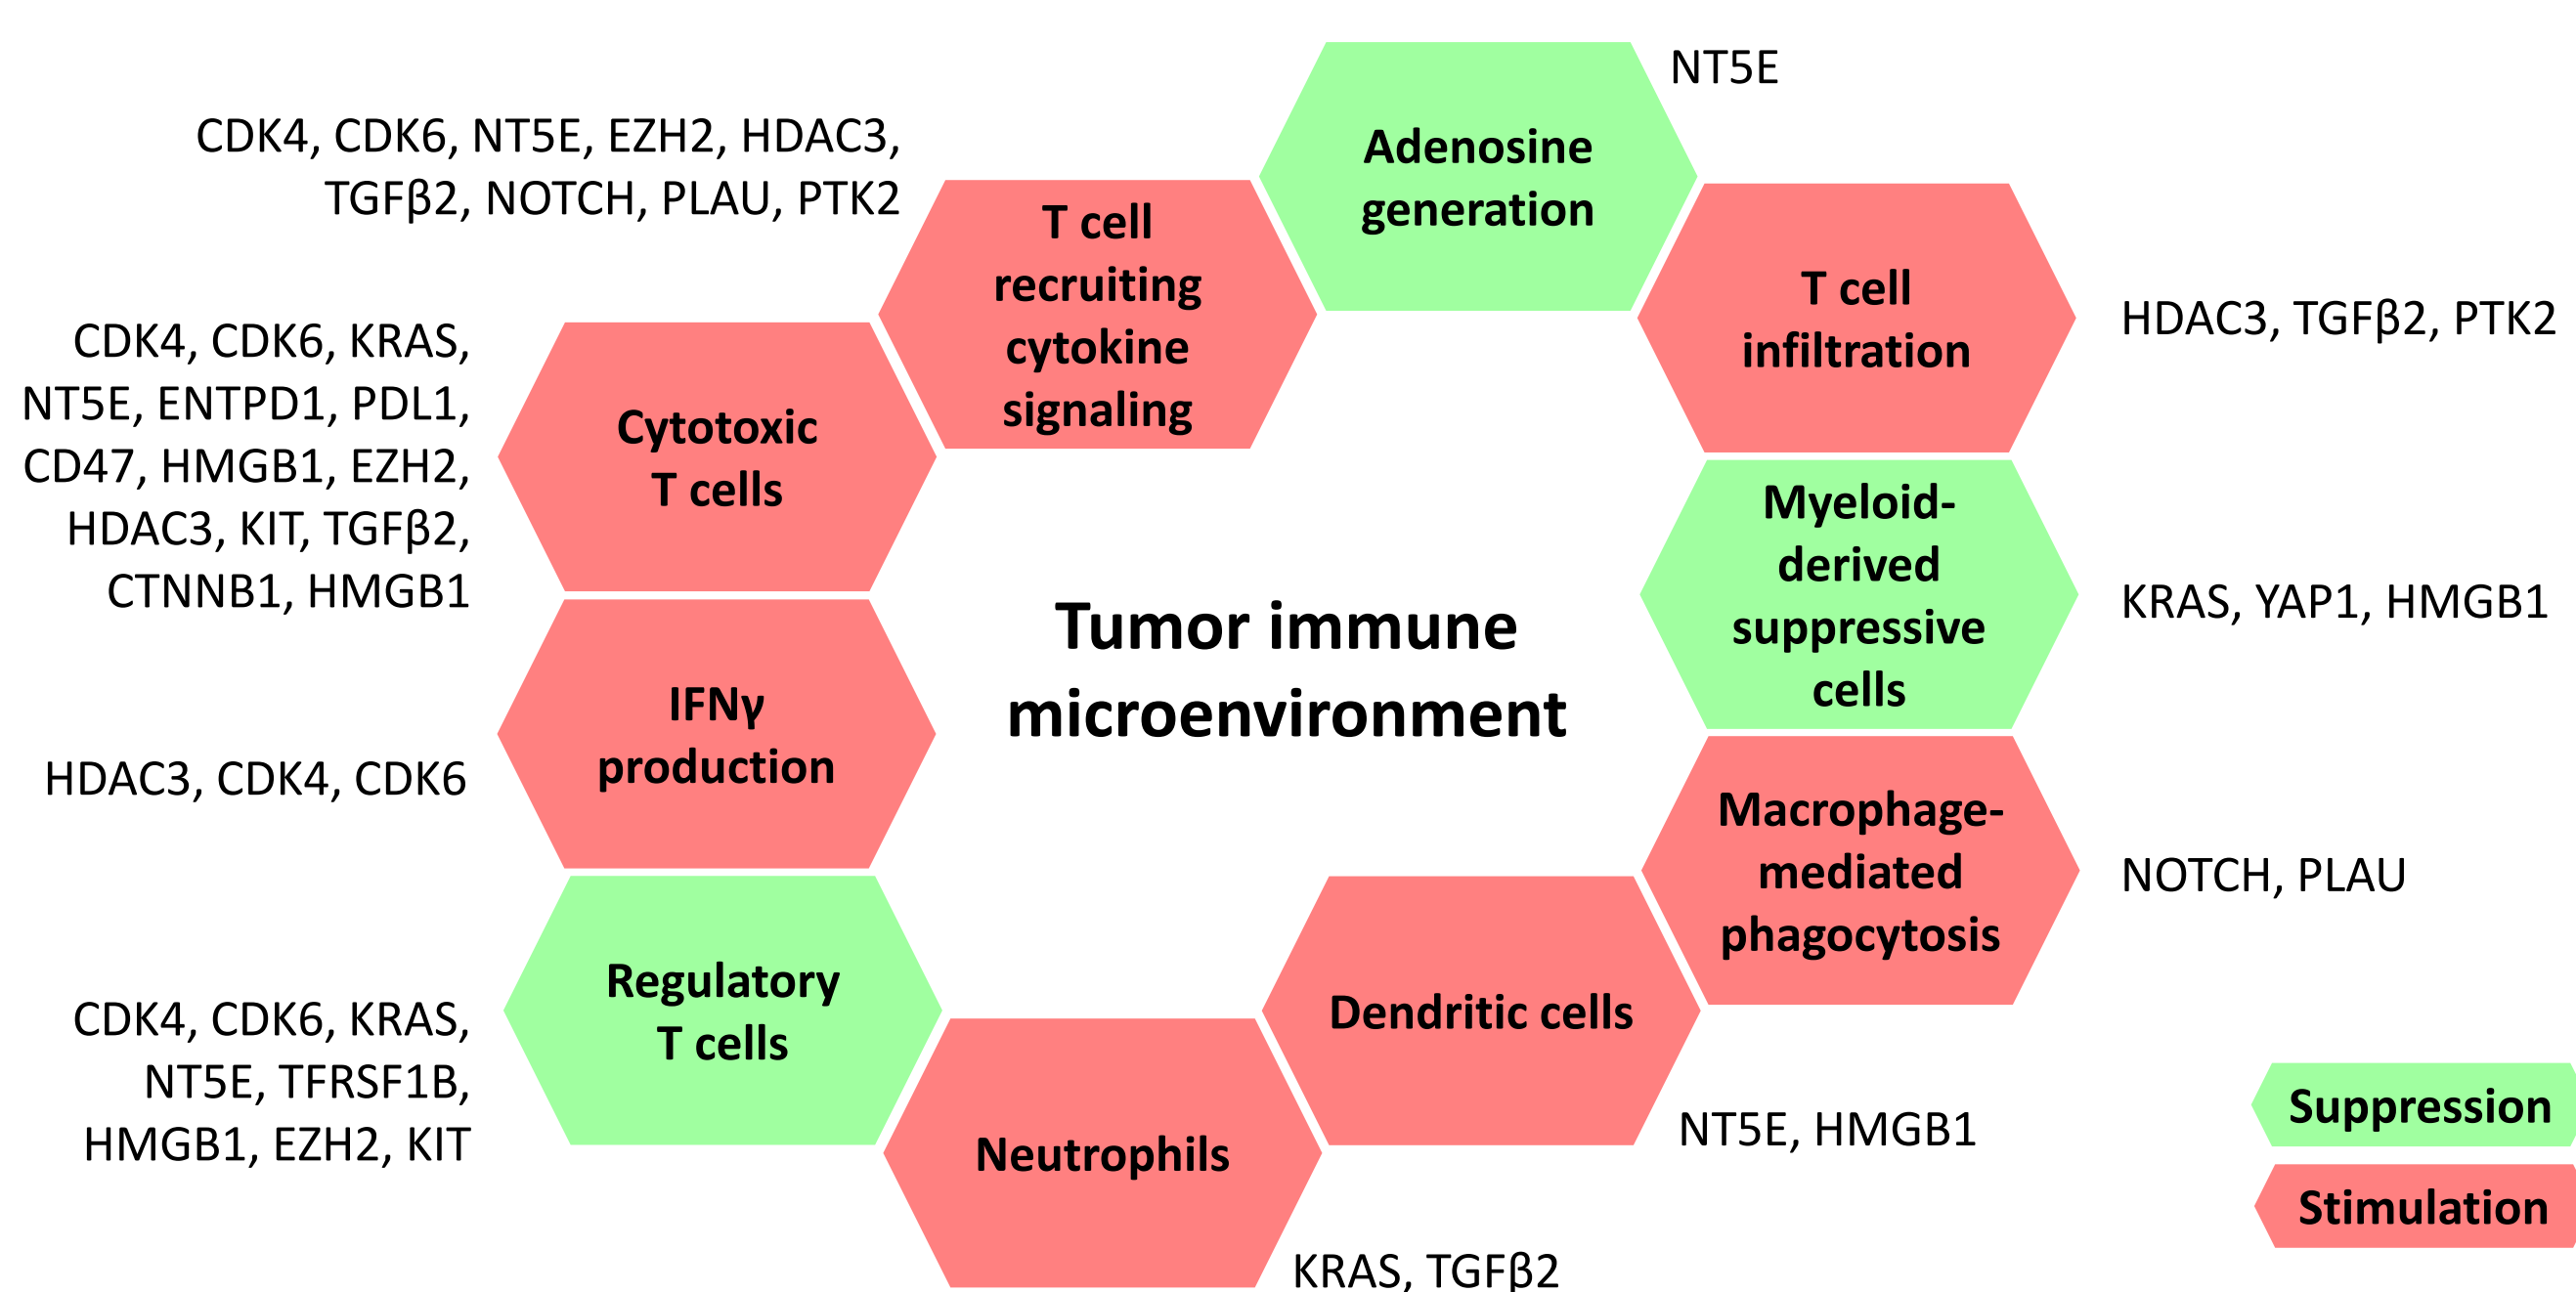 NT5E
Adenosine
generation
CDK4, CDK6, NT5E, EZH2, HDAC3,
TGFβ2, NOTCH, PLAU, PTK2
T cell
recruiting
cytokine
signaling
T cell
infiltration
HDAC3, TGFβ2, PTK2
CDK4, CDK6, KRAS,
NT5E, ENTPD1, PDL1,
CD47, HMGB1, EZH2,
HDAC3, KIT, TGFβ2,
CTNNB1, HMGB1
Cytotoxic
T cells
Myeloid-
derived
suppressive
cells
KRAS, YAP1, HMGB1
Tumor immune
microenvironment
HDAC3, CDK4, CDK6
IFNγ
production
Macrophage-
mediated
phagocytosis
NOTCH, PLAU
CDK4, CDK6, KRAS,
NT5E, TFRSF1B,
HMGB1, EZH2, KIT
Regulatory
T cells
Dendritic cells
NT5E, HMGB1
Neutrophils
KRAS, TGFβ2
Suppression
Stimulation